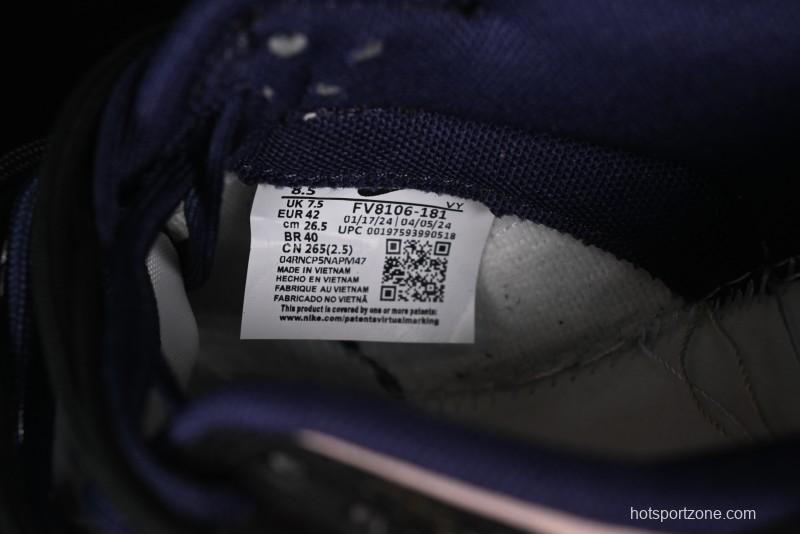 8.5
UK 7.5
EUR 42
cm 26.5
BR 40
CN 265(2.5)
VY
FV8106-181
01/17/24 | 04/05/24
UPC 00197593990518
04RNCP5NAPM47
MADE IN VIETNAM
HECHO EN VIETNAM
FABRIQUE AU VIETNAM
FABRICADO NO VIETNÃ
This product is covered by one or more patents:
www.nike.com/patentsvirtualmarking
hotsportzone.com